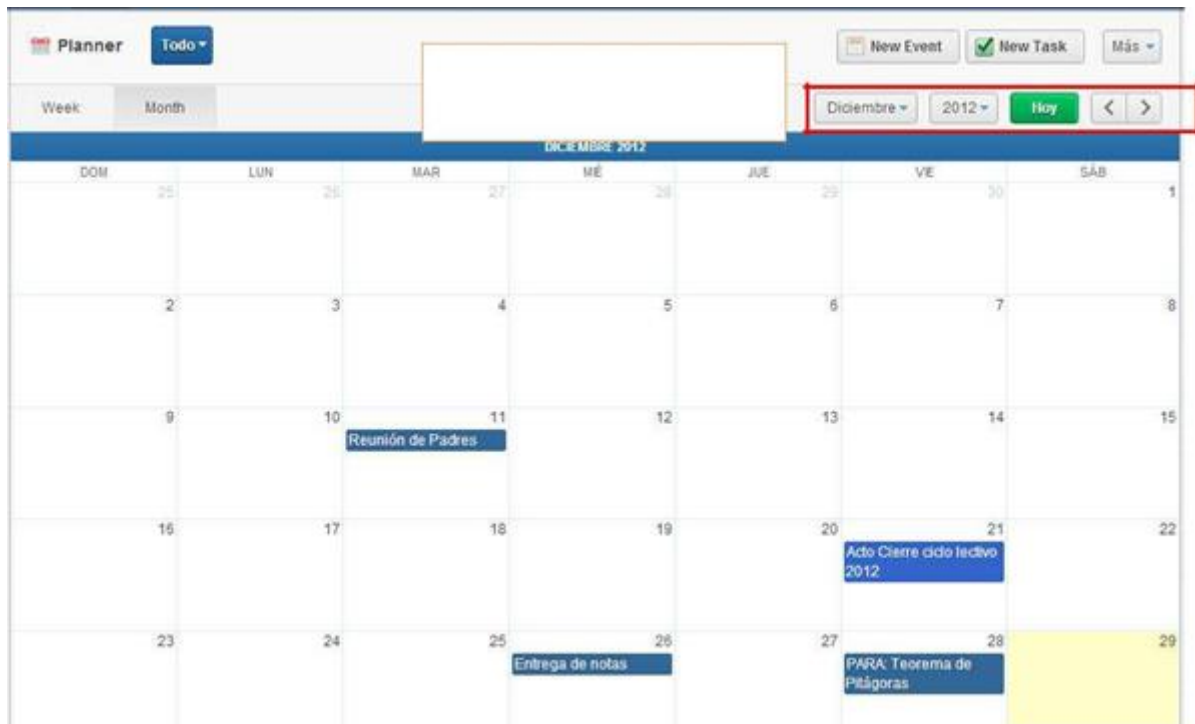 Planner Todo New Event New Task Más
Week Month Diciembre 2012 Hoy < >
DICIEMBRE 2012
DOM LUN MAR MIÉ JUE VIE SÁB
25 26 27 28 29 30 1
2 3 4 5 6 7 8
9 10 11 12 13 14 15
Reunión de Padres
16 17 18 19 20 21 22
Acto Cierre ciclo lectivo
2012
23 24 25 26 27 28 29
Entrega de notas PARA: Teorema de
Pitágoras